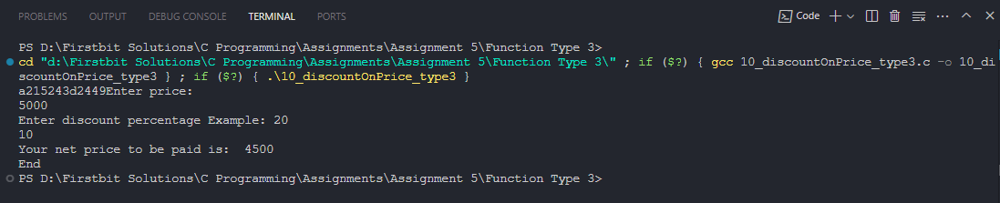 PROBLEMS OUTPUT DEBUG CONSOLE TERMINAL PORTS Code
PS D:\Firstbit Solutions\C Programming\Assignments\Assignment 5\Function Type 3>
cd "d:\Firstbit Solutions\C Programming\Assignments\Assignment 5\Function Type 3\" ; if ($?) { gcc 10_discountOnPrice_type3.c -o 10_di
scountOnPrice_type3 } ; if ($?) { .\10_discountOnPrice_type3 }
a215243d2449Enter price:
5000
Enter discount percentage Example: 20
10
Your net price to be paid is:  4500
End
PS D:\Firstbit Solutions\C Programming\Assignments\Assignment 5\Function Type 3>